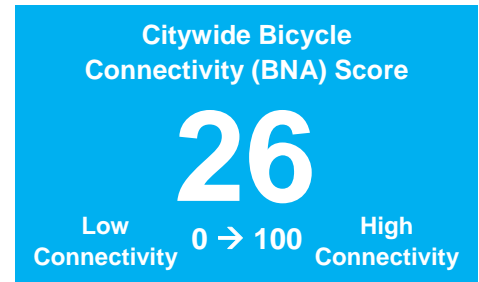 Citywide Bicycle
Connectivity (BNA) Score
26
Low
Connectivity
0 → 100
High
Connectivity